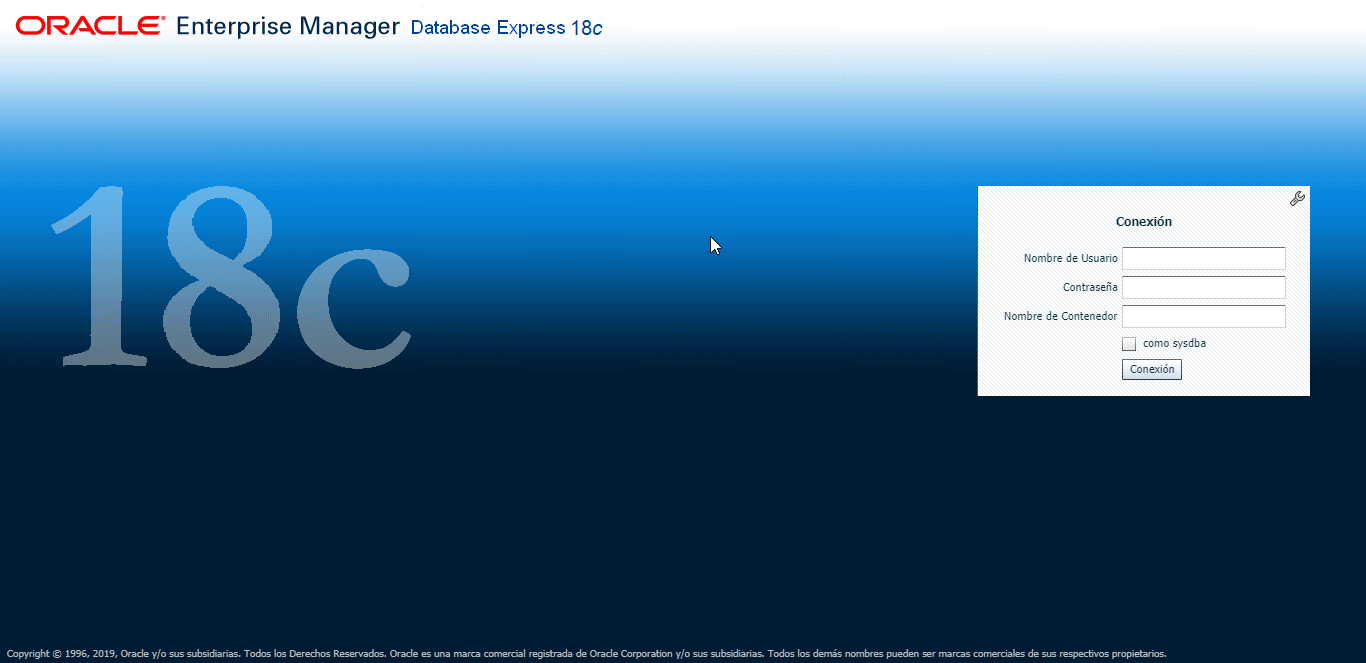 ORACLE® Enterprise Manager Database Express 18c
18c
Conexión
Nombre de Usuario
Contraseña
Nombre de Contenedor
como sysdba
Conexión
Copyright © 1996, 2019, Oracle y/o sus subsidiarias. Todos los Derechos Reservados. Oracle es una marca comercial registrada de Oracle Corporation y/o sus subsidiarias. Todos los demás nombres pueden ser marcas comerciales de sus respectivos propietarios.